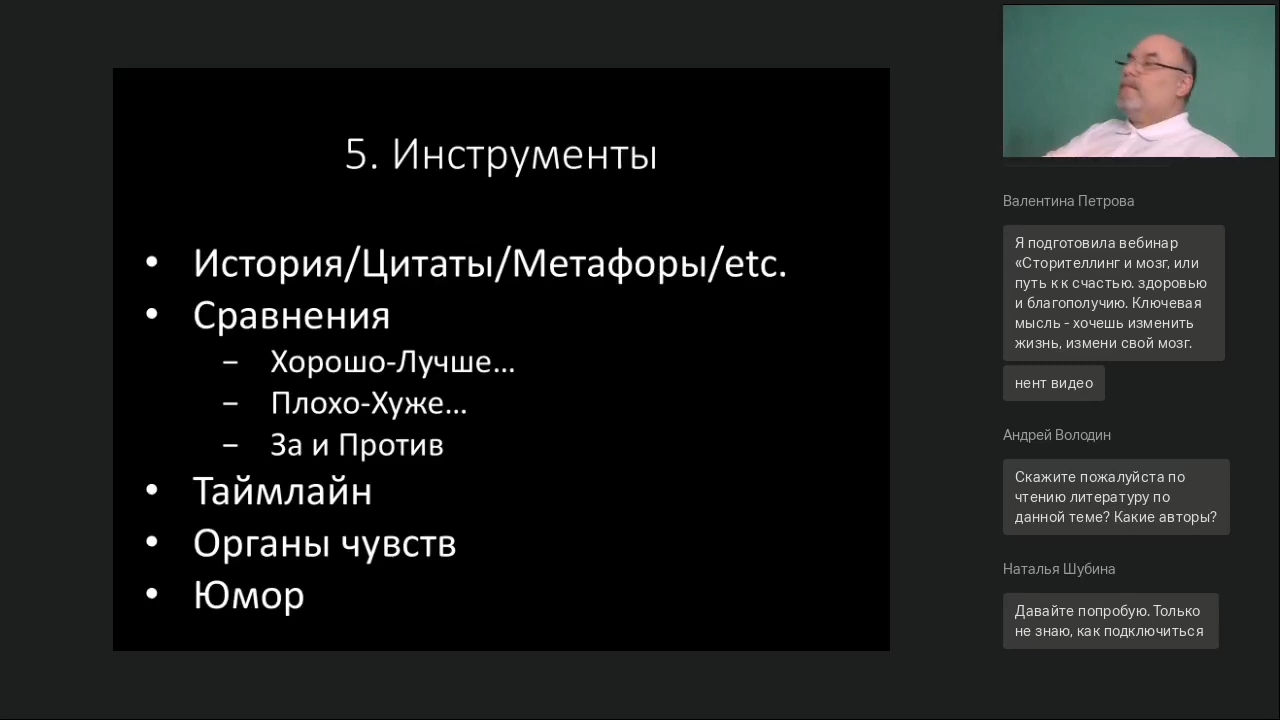 5. Инструменты
• История/Цитаты/Метафоры/etc.
• Сравнения
– Хорошо-Лучше...
– Плохо-Хуже...
– За и Против
• Таймлайн
• Органы чувств
• Юмор
Валентина Петрова
Я подготовила вебинар
«Сторителлинг и мозг, или
путь к к счастью. здоровью
и благополучию. Ключевая
мысль - хочешь изменить
жизнь, измени свой мозг.
нент видео
Андрей Володин
Скажите пожалуйста по
чтению литературу по
данной теме? Какие авторы?
Наталья Шубина
Давайте попробую. Только
не знаю, как подключиться